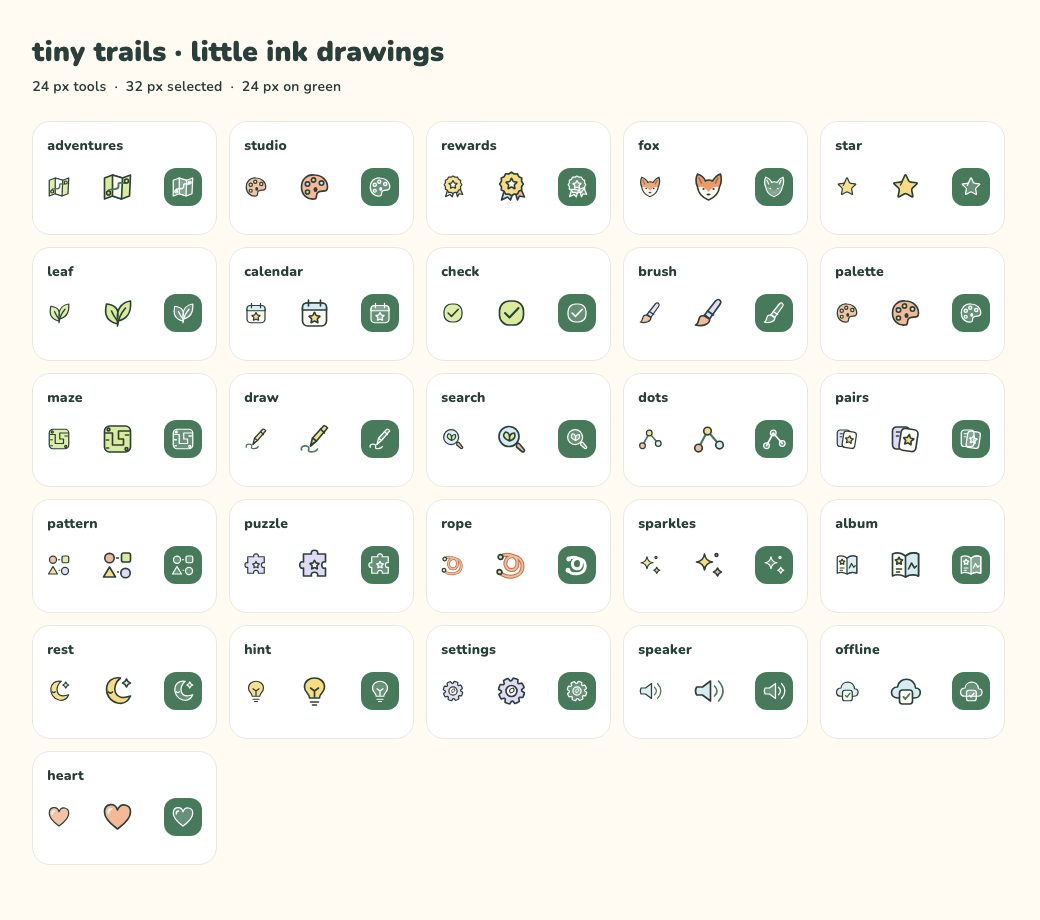 tiny trails · little ink drawings
24 px tools · 32 px selected · 24 px on green
adventures
studio
rewards
fox
star
leaf
calendar
check
brush
palette
maze
draw
search
dots
pairs
pattern
puzzle
rope
sparkles
album
rest
hint
settings
speaker
offline
heart